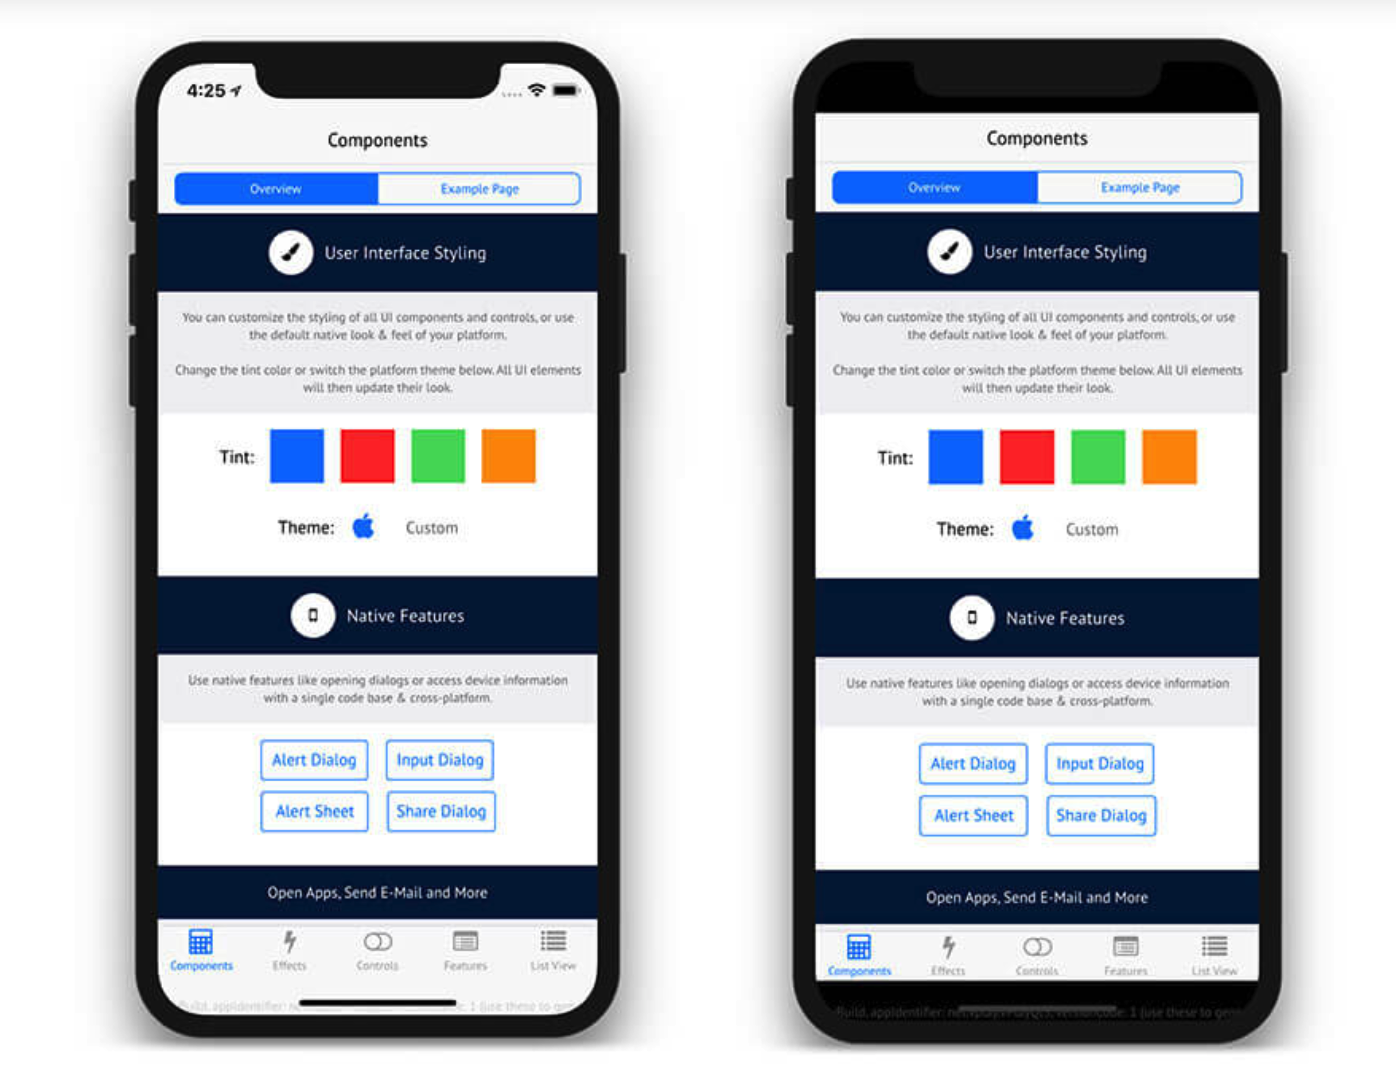 4:25
Components
Overview
Example Page
User Interface Styling
You can customize the styling of all UI components and controls, or use
the default native look & feel of your platform.
Change the tint color or switch the platform theme below. All UI elements
will then update their look.
Tint:
Theme:
Custom
Native Features
Use native features like opening dialogs or access device information
with a single code base & cross-platform.
Alert Dialog
Input Dialog
Alert Sheet
Share Dialog
Open Apps, Send E-Mail and More
Components
Effects
Controls
Features
List View
Build, appIdentifier:
1 (use these to
Components
Overview
Example Page
User Interface Styling
You can customize the styling of all UI components and controls, or use
the default native look & feel of your platform.
Change the tint color or switch the platform theme below. All UI elements
will then update their look.
Tint:
Theme:
Custom
Native Features
Use native features like opening dialogs or access device information
with a single code base & cross-platform.
Alert Dialog
Input Dialog
Alert Sheet
Share Dialog
Open Apps, Send E-Mail and More
Components
Effects
Controls
Features
List View
Build, appIdentifier: versioncode: 1 (use these to